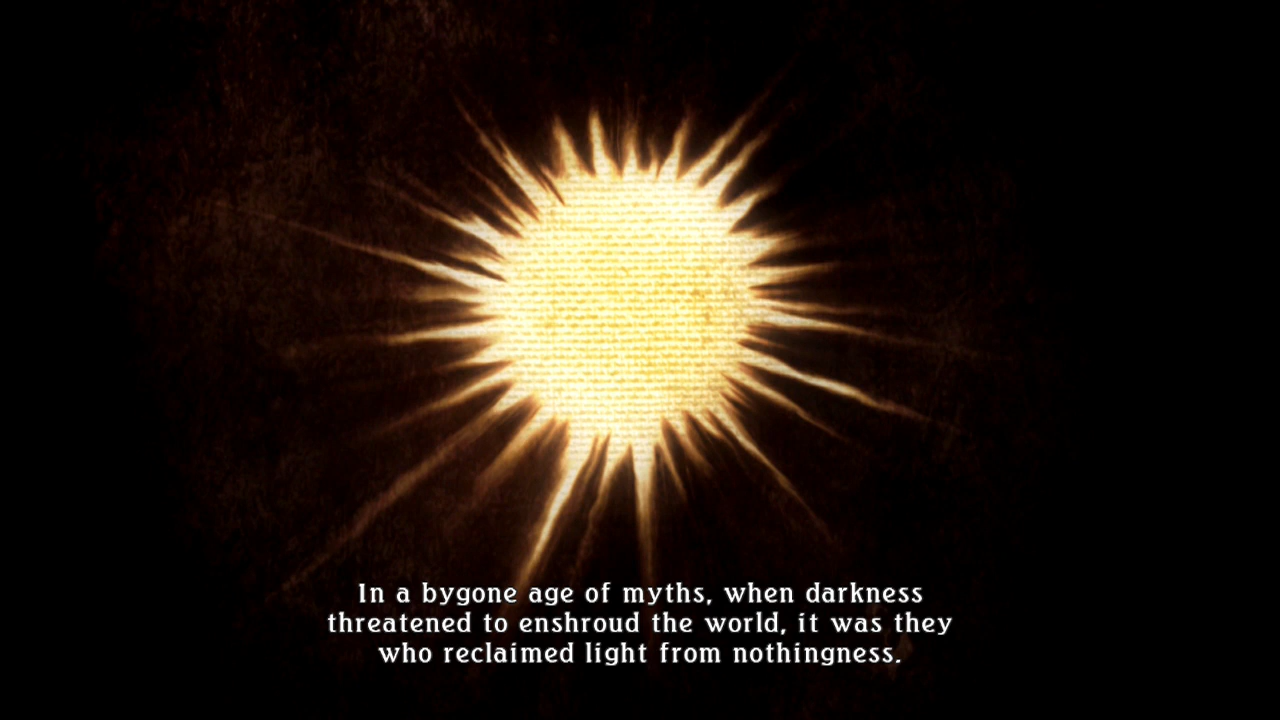 In a bygone age of myths, when darkness
threatened to enshroud the world, it was they
who reclaimed light from nothingness.